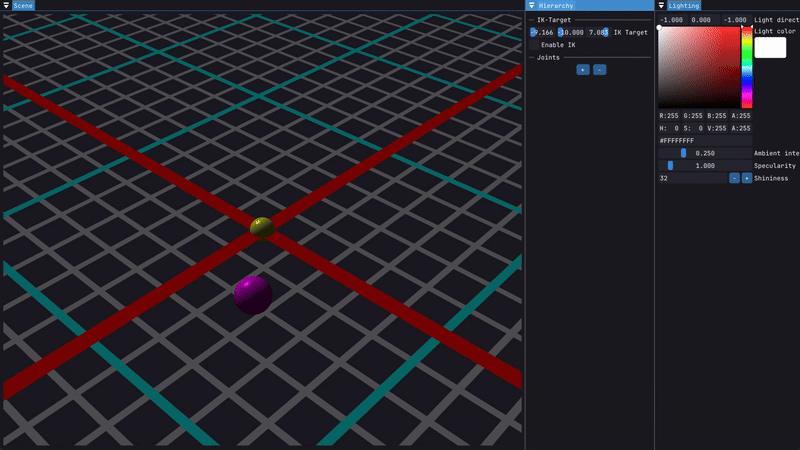 Scene
Hierarchy
IK-Target
-9.166 -10.000 7.083 IK Target
Enable IK
Joints
+ -
Lighting
-1.000 0.000 -1.000 Light direct
Light color
R:255 G:255 B:255 A:255
H: 0 S: 0 V:255 A:255
#FFFFFFFF
0.250 Ambient inte
1.000 Specularity
32 - + Shininess